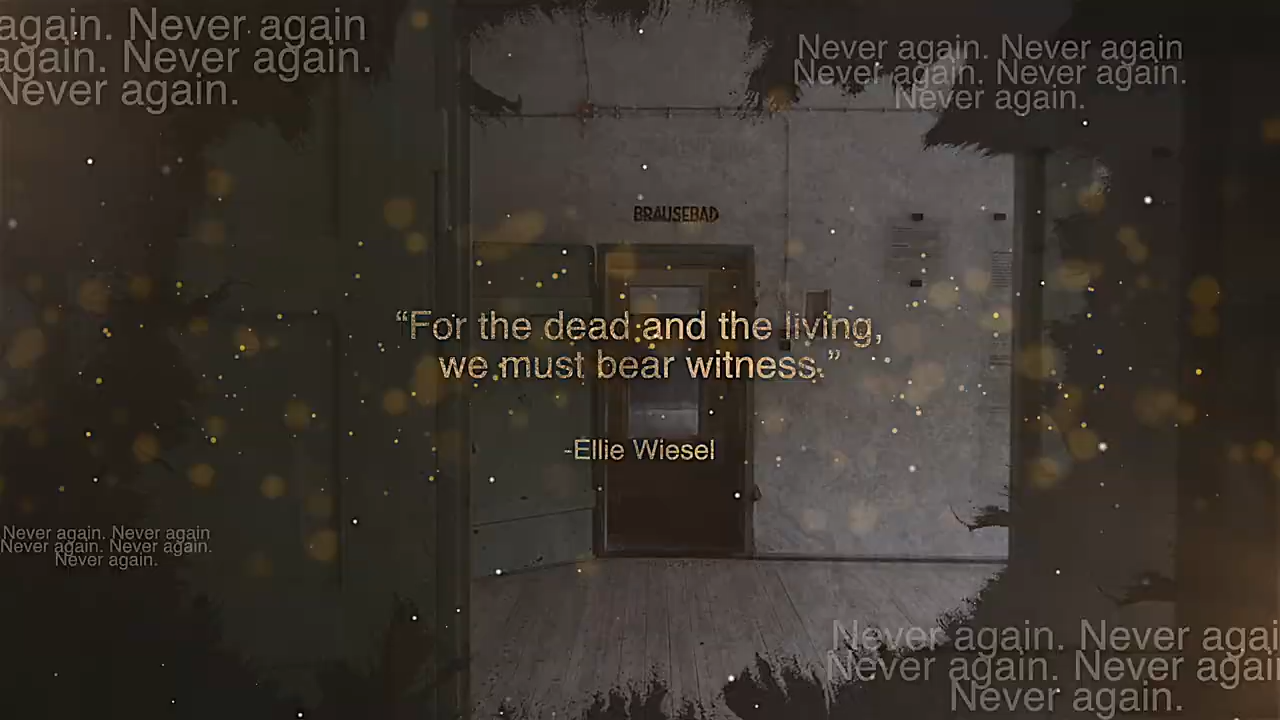 again. Never again
again. Never again.
Never again.
Never again. Never again
Never again. Never again.
Never again.
BRAUSEBAD
“For the dead and the living,
we must bear witness.”
-Ellie Wiesel
Never again. Never again
Never again. Never again.
Never again.
Never again. Never agai
Never again. Never again
Never again.